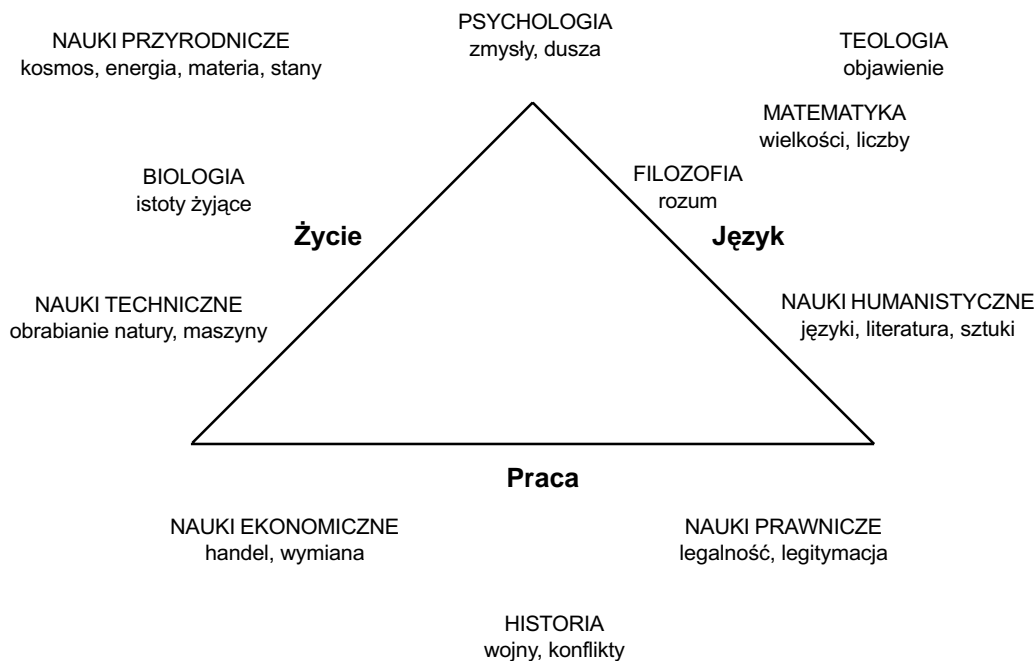 PSYCHOLOGIA
zmysły, dusza
NAUKI PRZYRODNICZE
kosmos, energia, materia, stany
TEOLOGIA
objawienie
MATEMATYKA
wielkości, liczby
BIOLOGIA
istoty żyjące
FILOZOFIA
rozum
Życie
Język
NAUKI TECHNICZNE
obrabianie natury, maszyny
NAUKI HUMANISTYCZNE
języki, literatura, sztuki
Praca
NAUKI EKONOMICZNE
handel, wymiana
NAUKI PRAWNICZE
legalność, legitymacja
HISTORIA
wojny, konflikty